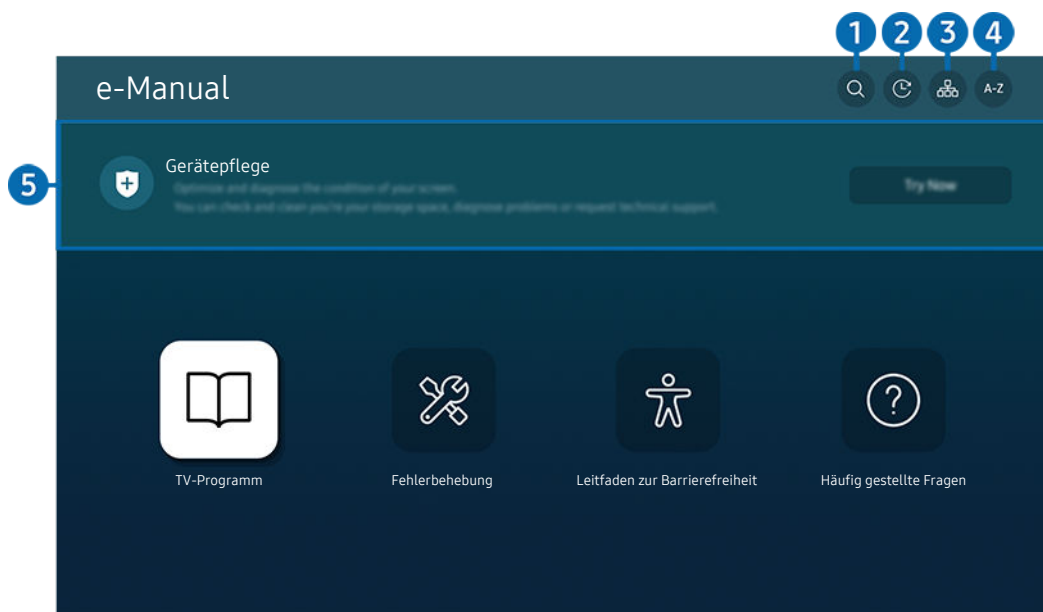 1 2 3 4
e-Manual
A-Z
5
Gerätepflege
Optimize and diagnose the condition of your screen.
You can check and clean you're your storage space, diagnose problems or request technical support.
Try Now
TV-Programm
Fehlerbehebung
Leitfaden zur Barrierefreiheit
Häufig gestellte Fragen